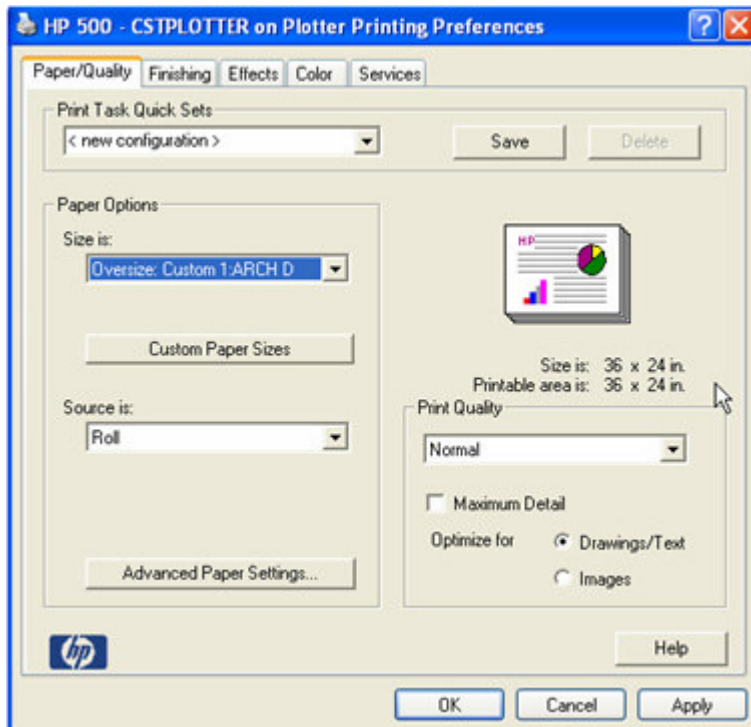 HP 500 - CSTPLOTTER on Plotter Printing Preferences
Paper/Quality Finishing Effects Color Services
Print Task Quick Sets
< new configuration >
Save
Delete
Paper Options
Size is:
Oversize: Custom 1:ARCH D
Custom Paper Sizes
Source is:
Roll
Advanced Paper Settings...
HP
Size is: 36 x 24 in.
Printable area is: 36 x 24 in.
Print Quality
Normal
Maximum Detail
Optimize for
Drawings/Text
Images
hp
Help
OK Cancel Apply